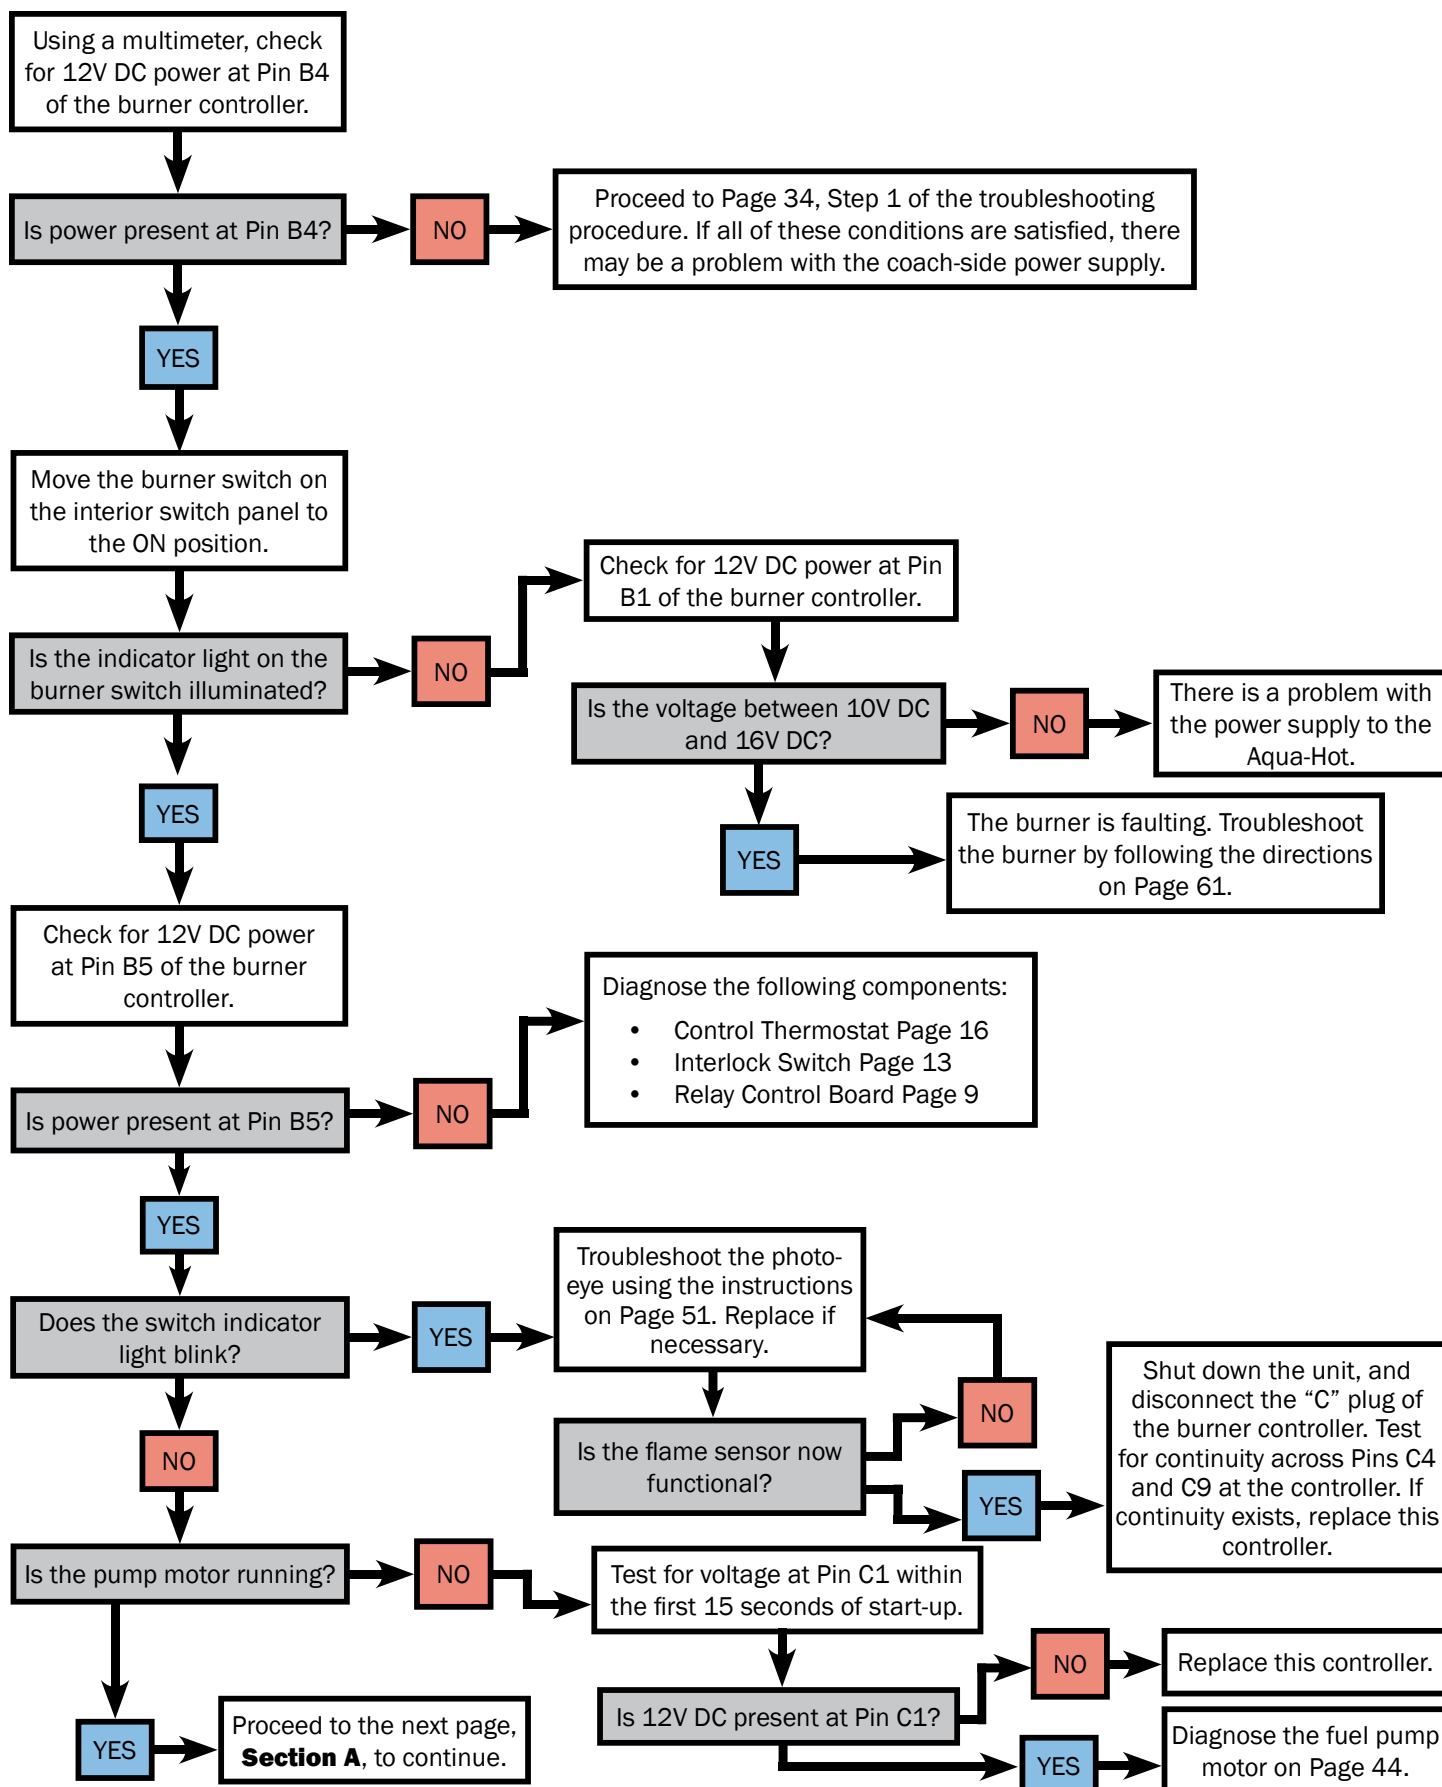 Using a multimeter, check
for 12V DC power at Pin B4
of the burner controller.
Is power present at Pin B4?
NO
Proceed to Page 34, Step 1 of the troubleshooting
procedure. If all of these conditions are satisfied, there
may be a problem with the coach-side power supply.
YES
Move the burner switch on
the interior switch panel to
the ON position.
Is the indicator light on the
burner switch illuminated?
NO
Check for 12V DC power at Pin
B1 of the burner controller.
Is the voltage between 10V DC
and 16V DC?
NO
There is a problem with
the power supply to the
Aqua-Hot.
YES
The burner is faulting. Troubleshoot
the burner by following the directions
on Page 61.
YES
Check for 12V DC power
at Pin B5 of the burner
controller.
Is power present at Pin B5?
NO
Diagnose the following components:
• Control Thermostat Page 16
• Interlock Switch Page 13
• Relay Control Board Page 9
YES
Does the switch indicator
light blink?
YES
Troubleshoot the photo-
eye using the instructions
on Page 51. Replace if
necessary.
Is the flame sensor now
functional?
NO
YES
Shut down the unit, and
disconnect the “C” plug of
the burner controller. Test
for continuity across Pins C4
and C9 at the controller. If
continuity exists, replace this
controller.
NO
Is the pump motor running?
NO
Test for voltage at Pin C1 within
the first 15 seconds of start-up.
Is 12V DC present at Pin C1?
NO
Replace this controller.
YES
Diagnose the fuel pump
motor on Page 44.
YES
Proceed to the next page,
Section A, to continue.